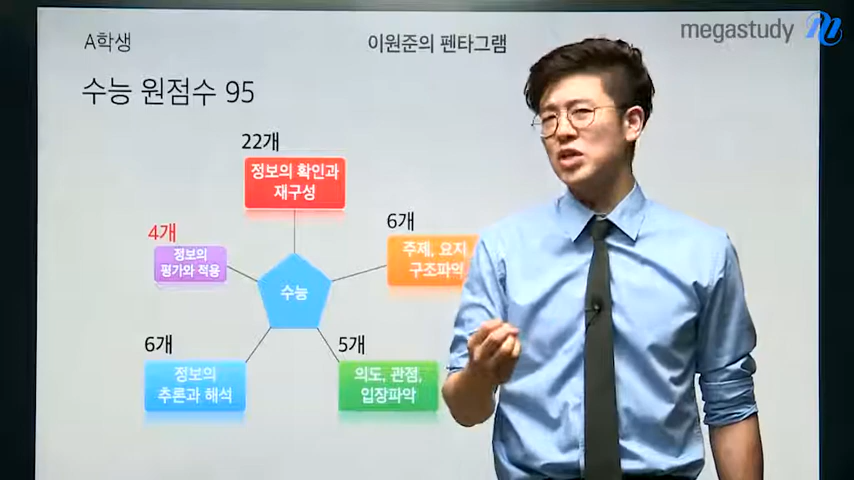 A학생
이원준의 펜타그램
megastudy
수능 원점수 95
22개
정보의 확인과
재구성
6개
주제, 요지
구조파악
4개
정보의
평가와 적용
수능
6개
정보의
추론과 해석
5개
의도, 관점,
입장파악